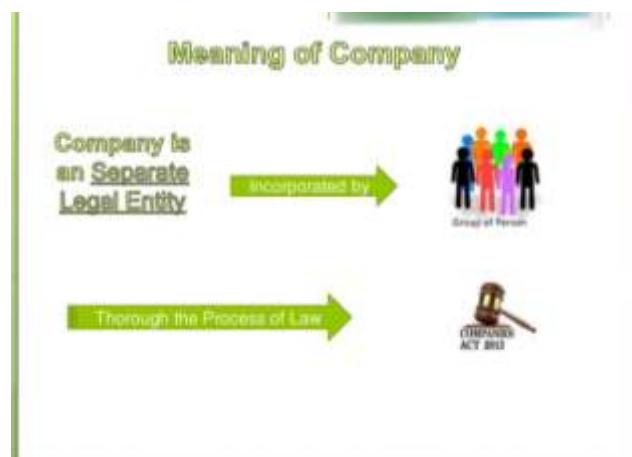 Meaning of Company
Company is
an Separate
Legal Entity
Incorporated by
Group of Person
Thorough the Process of Law
COMPANIES
ACT 2013